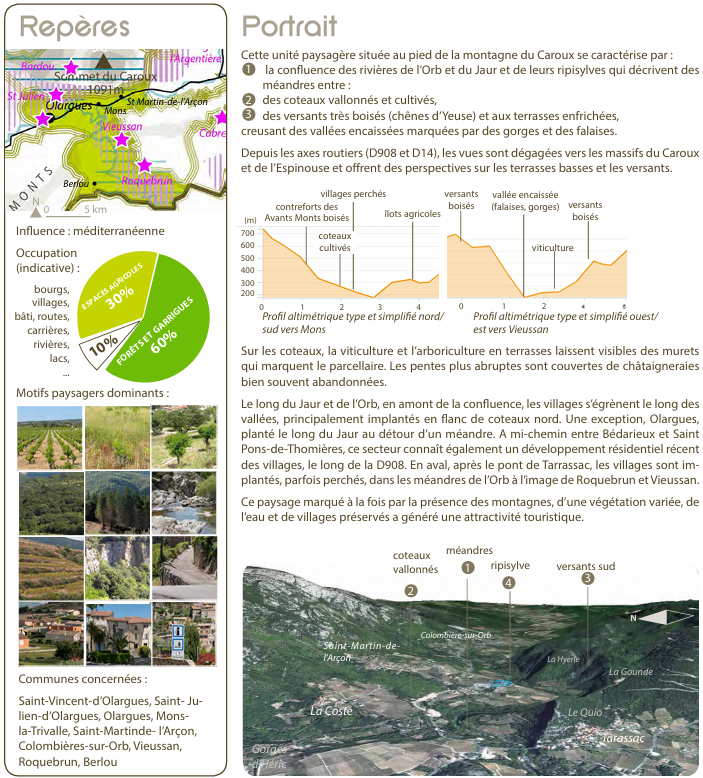 Repères
l'Argentière
Bardou
Sommet du Caroux
1091m
St Julien
Olargues
St Martin-de-l'Arçon
Mons
Vieussan
Cabre
Roquebrun
Berlou
MONTS
N
0 5 km
Influence : méditerranéenne
Occupation
(indicative) :
bourgs,
villages,
bâti, routes,
carrières,
rivières,
lacs,
...
ESPACES AGRICOLES
30%
10%
FORÊTS ET GARRIGUES
60%
Motifs paysagers dominants :
Communes concernées :
Saint-Vincent-d'Olargues, Saint- Ju-
lien-d'Olargues, Olargues, Mons-
la-Trivalle, Saint-Martinde- l'Arçon,
Colombières-sur-Orb, Vieussan,
Roquebrun, Berlou
Portrait
Cette unité paysagère située au pied de la montagne du Caroux se caractérise par :
1 la confluence des rivières de l'Orb et du Jaur et de leurs ripisylves qui décrivent des
méandres entre :
2 des coteaux vallonnés et cultivés,
3 des versants très boisés (chênes d'Yeuse) et aux terrasses enfrichées,
creusant des vallées encaissées marquées par des gorges et des falaises.
Depuis les axes routiers (D908 et D14), les vues sont dégagées vers les massifs du Caroux
et de l'Espinouse et offrent des perspectives sur les terrasses basses et les versants.
villages perchés
contreforts des
Avants Monts boisés
îlots agricoles
coteaux
cultivés
(m)
700
600
500
400
300
200
0 1 2 3 4
Profil altimétrique type et simplifié nord/
sud vers Mons
versants
boisés
vallée encaissée
(falaises, gorges)
versants
boisés
viticulture
0 2 4 6
Profil altimétrique type et simplifié ouest/
est vers Vieussan
Sur les coteaux, la viticulture et l'arboriculture en terrasses laissent visibles des murets
qui marquent le parcellaire. Les pentes plus abruptes sont couvertes de châtaigneraies
bien souvent abandonnées.
Le long du Jaur et de l'Orb, en amont de la confluence, les villages s'égrènent le long des
vallées, principalement implantés en flanc de coteaux nord. Une exception, Olargues,
planté le long du Jaur au détour d'un méandre. A mi-chemin entre Bédarieux et Saint
Pons-de-Thomières, ce secteur connaît également un développement résidentiel récent
des villages, le long de la D908. En aval, après le pont de Tarrassac, les villages sont im-
plantés, parfois perchés, dans les méandres de l'Orb à l'image de Roquebrun et Vieussan.
Ce paysage marqué à la fois par la présence des montagnes, d'une végétation variée, de
l'eau et de villages préservés a généré une attractivité touristique.
coteaux
vallonnés
2
méandres
1
ripisylve
4
versants sud
3
N
Colombière-sur-Orb
Saint-Martin-de-
l'Arçon
La Hyerle
La Gounde
La Coste
Le Ouio
Tarassac
Gorges
d'Héric